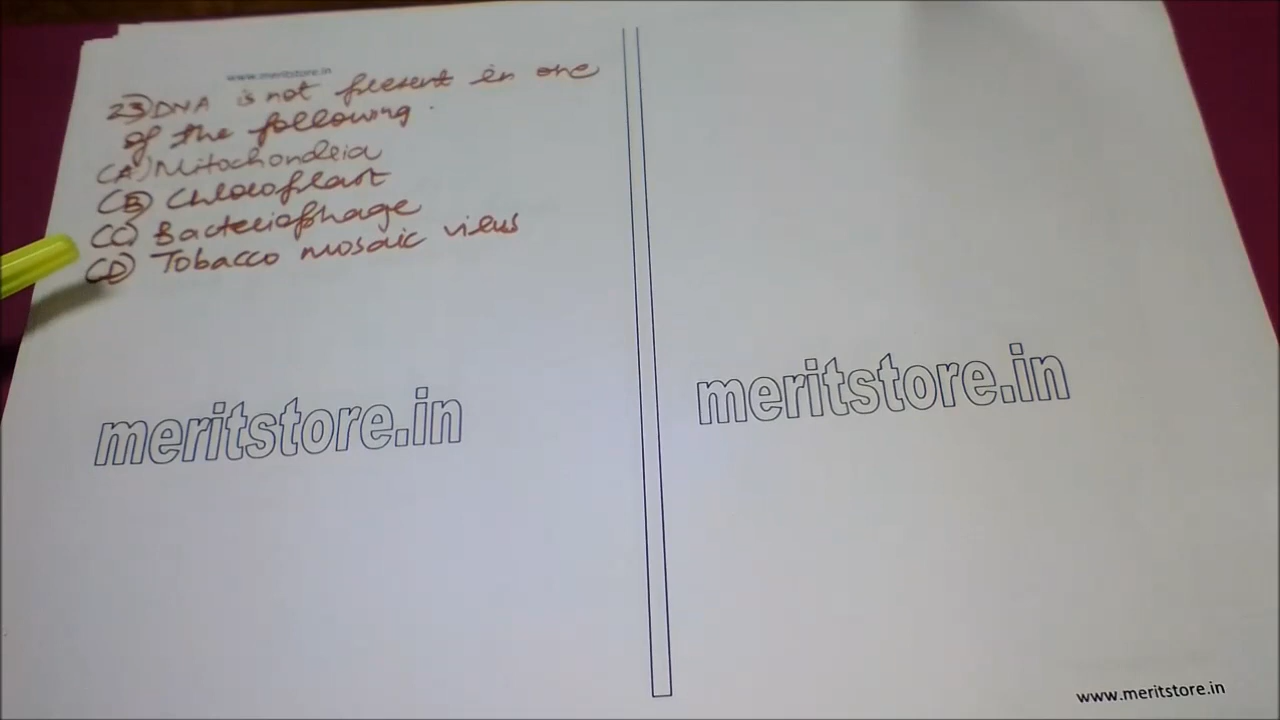 www.meritstore.in
23) DNA is not present in one
of the following.
(A) Mitochondria
(B) Chloroplast
(C) Bacteriophage
(D) Tobacco mosaic virus
meritstore.in
meritstore.in
www.meritstore.in